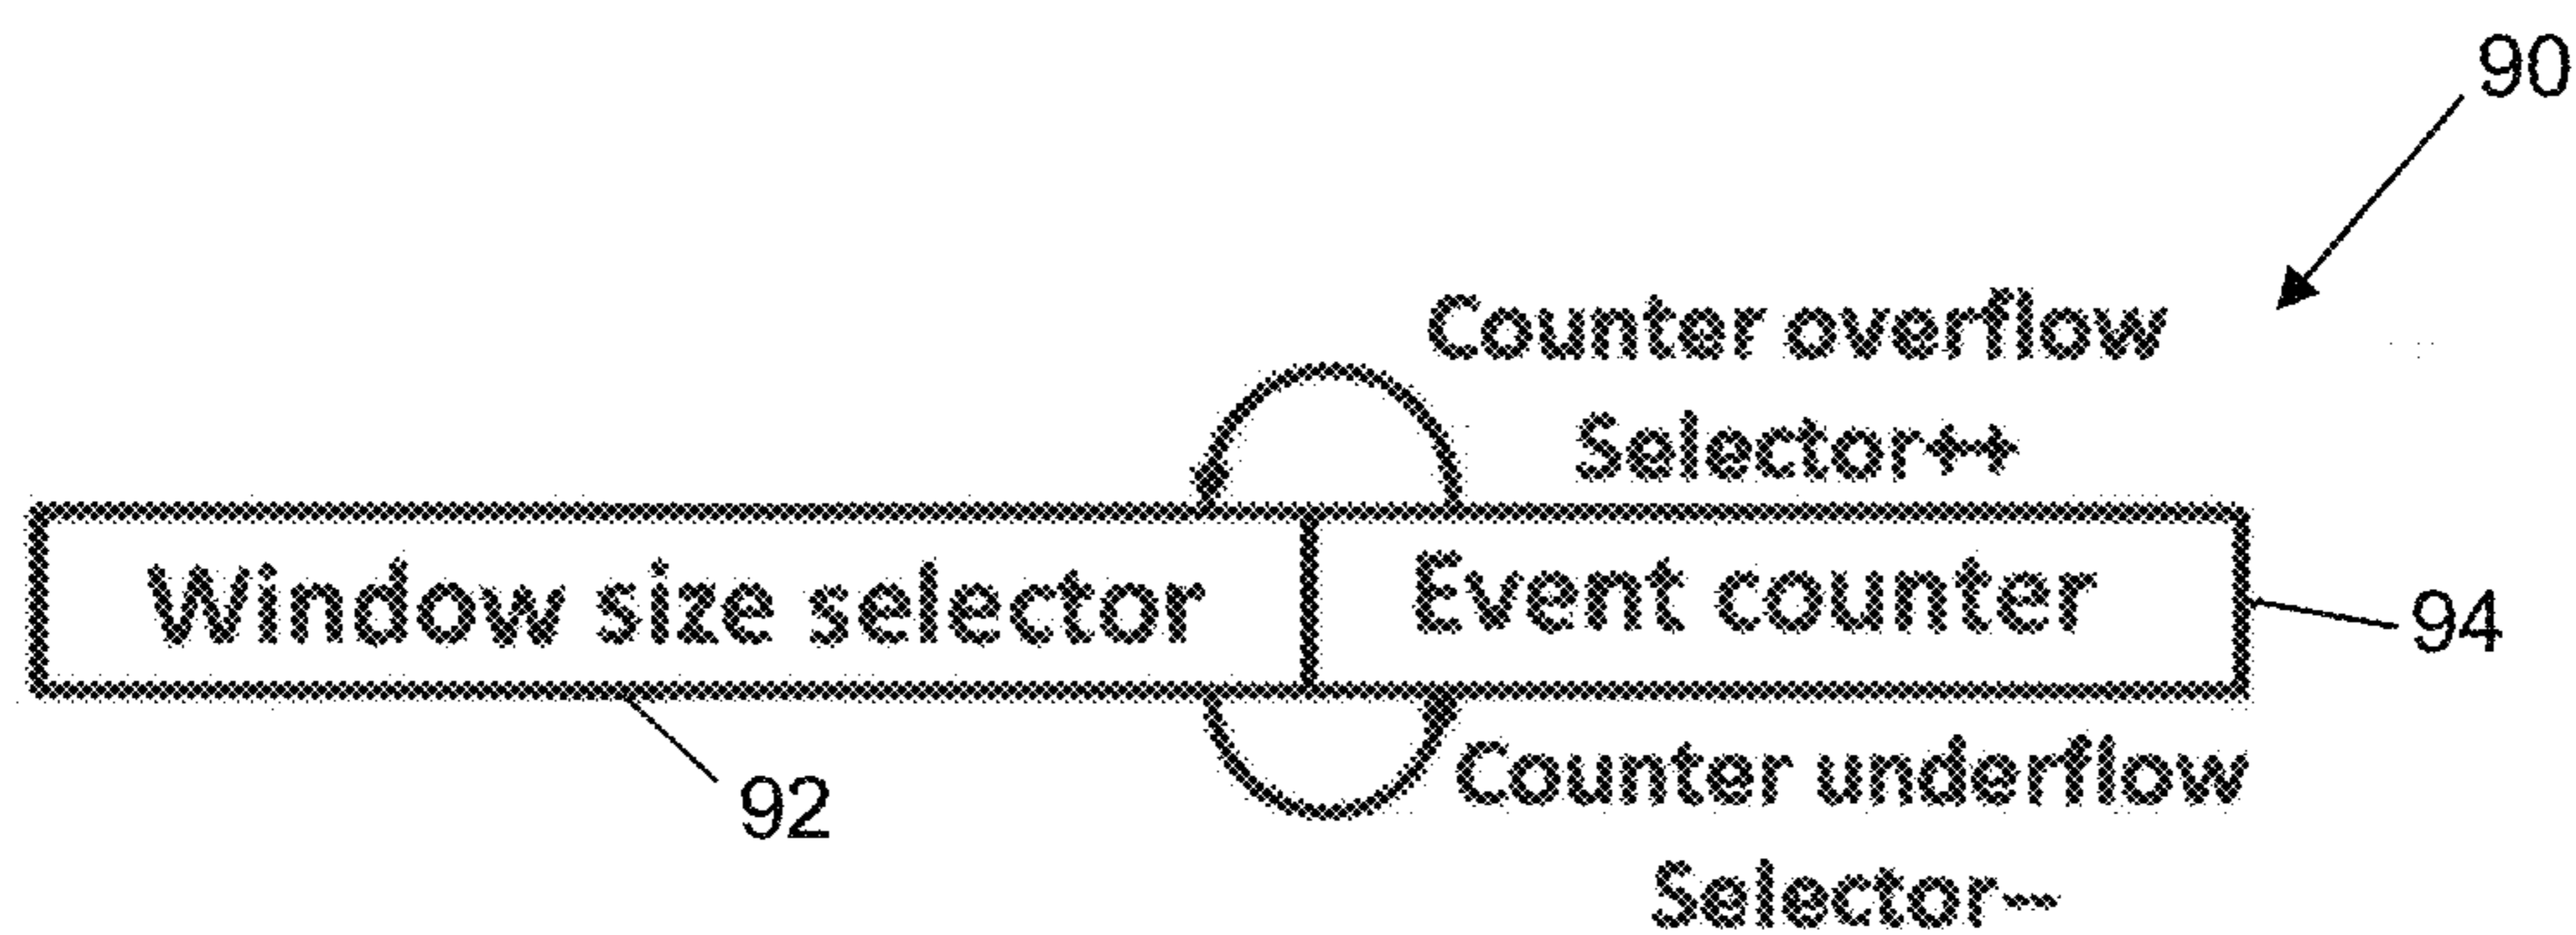 90
Counter overflow
Selector++
Window size selector
Event counter
94
92
Counter underflow
Selector--